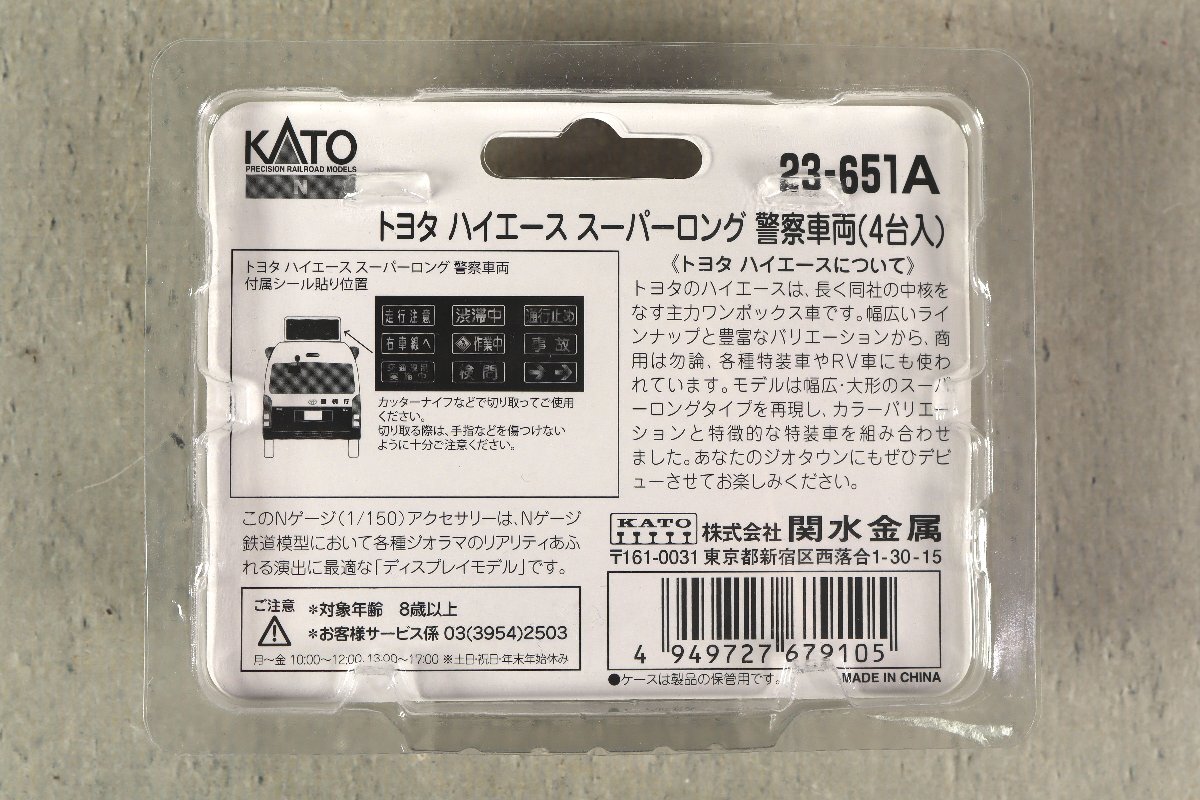 KATO
PRECISION RAILROAD MODELS
N
23-651A
トヨタ ハイエース スーパーロング 警察車両(4台入)
トヨタ ハイエース スーパーロング 警察車両
付属シール貼り位置
走行注意 渋滞中 通行止め
右車線へ 作業中 事故
検問
カッターナイフなどで切り取ってご使用
ください。
切り取る際は、手指などを傷つけない
ように十分ご注意ください。
《トヨタ ハイエースについて》
トヨタのハイエースは、長く同社の中核を
なす主力ワンボックス車です。幅広いライ
ンナップと豊富なバリエーションから、商
用は勿論、各種特装車やRV車にも使わ
れています。モデルは幅広・大形のスーパ
ーロングタイプを再現し、カラーバリエー
ションと特徴的な特装車を組み合わせ
ました。あなたのジオタウンにもぜひデビ
ューさせてお楽しみください。
このNゲージ(1/150)アクセサリーは、Nゲージ
鉄道模型において各種ジオラマのリアリティあふ
れる演出に最適な「ディスプレイモデル」です。
ご注意
*対象年齢 8歳以上
*お客様サービス係 03(3954)2503
月〜金 10:00〜12:00, 13:00〜17:00 ※土日・祝日・年末年始休み
KATO 株式会社 関水金属
〒161-0031 東京都新宿区西落合1-30-15
4 949727 679105
●ケースは製品の保管用です。
MADE IN CHINA